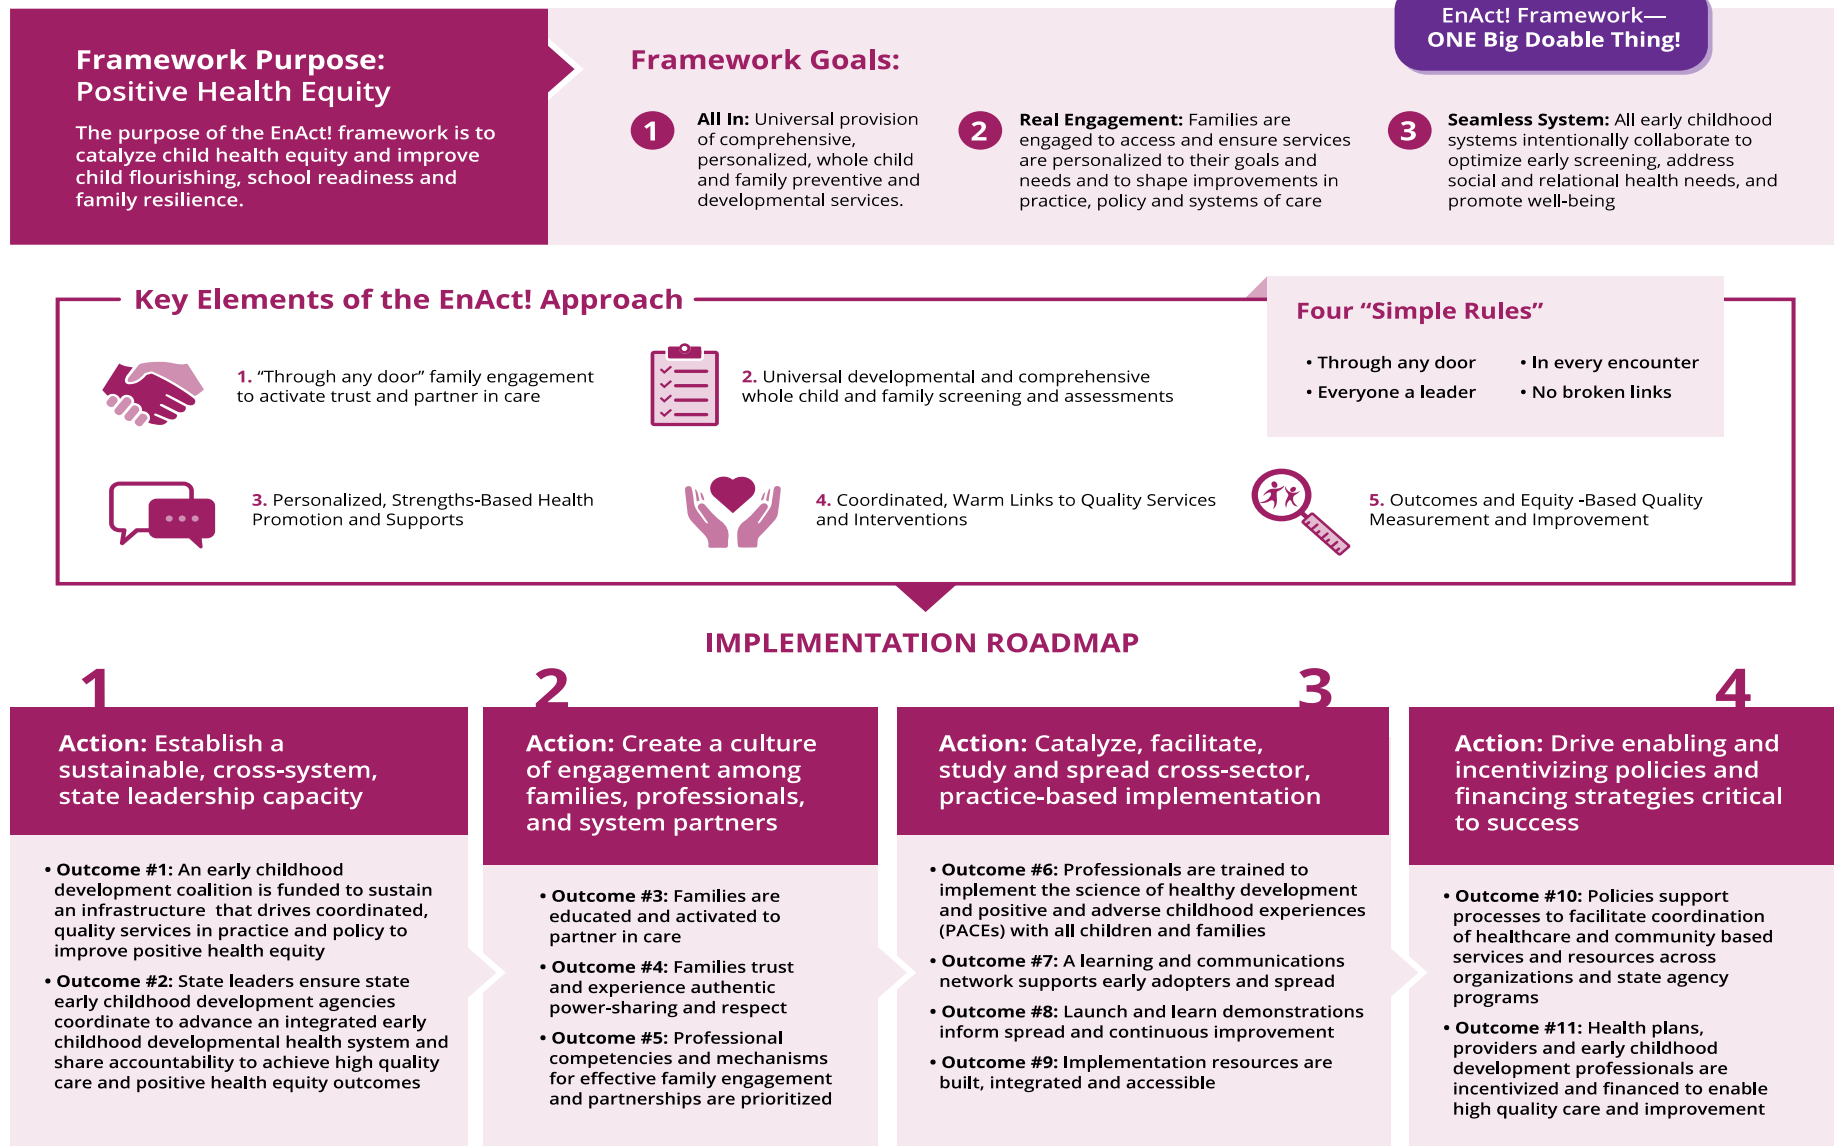 EnAct! Framework—
ONE Big Doable Thing!
Framework Purpose:
Positive Health Equity
The purpose of the EnAct! framework is to
catalyze child health equity and improve
child flourishing, school readiness and
family resilience.
Framework Goals:
1
All In: Universal provision
of comprehensive,
personalized, whole child
and family preventive and
developmental services.
2
Real Engagement: Families are
engaged to access and ensure services
are personalized to their goals and
needs and to shape improvements in
practice, policy and systems of care
3
Seamless System: All early childhood
systems intentionally collaborate to
optimize early screening, address
social and relational health needs, and
promote well-being
Key Elements of the EnAct! Approach
Four “Simple Rules”
• Through any door
• In every encounter
• Everyone a leader
• No broken links
1. “Through any door” family engagement
to activate trust and partner in care
2. Universal developmental and comprehensive
whole child and family screening and assessments
3. Personalized, Strengths-Based Health
Promotion and Supports
4. Coordinated, Warm Links to Quality Services
and Interventions
5. Outcomes and Equity -Based Quality
Measurement and Improvement
IMPLEMENTATION ROADMAP
1
Action: Establish a
sustainable, cross-system,
state leadership capacity
• Outcome #1: An early childhood
development coalition is funded to sustain
an infrastructure that drives coordinated,
quality services in practice and policy to
improve positive health equity
• Outcome #2: State leaders ensure state
early childhood development agencies
coordinate to advance an integrated early
childhood developmental health system and
share accountability to achieve high quality
care and positive health equity outcomes
2
Action: Create a culture
of engagement among
families, professionals,
and system partners
• Outcome #3: Families are
educated and activated to
partner in care
• Outcome #4: Families trust
and experience authentic
power-sharing and respect
• Outcome #5: Professional
competencies and mechanisms
for effective family engagement
and partnerships are prioritized
3
Action: Catalyze, facilitate,
study and spread cross-sector,
practice-based implementation
• Outcome #6: Professionals are trained to
implement the science of healthy development
and positive and adverse childhood experiences
(PACEs) with all children and families
• Outcome #7: A learning and communications
network supports early adopters and spread
• Outcome #8: Launch and learn demonstrations
inform spread and continuous improvement
• Outcome #9: Implementation resources are
built, integrated and accessible
4
Action: Drive enabling and
incentivizing policies and
financing strategies critical
to success
• Outcome #10: Policies support
processes to facilitate coordination
of healthcare and community based
services and resources across
organizations and state agency
programs
• Outcome #11: Health plans,
providers and early childhood
development professionals are
incentivized and financed to enable
high quality care and improvement